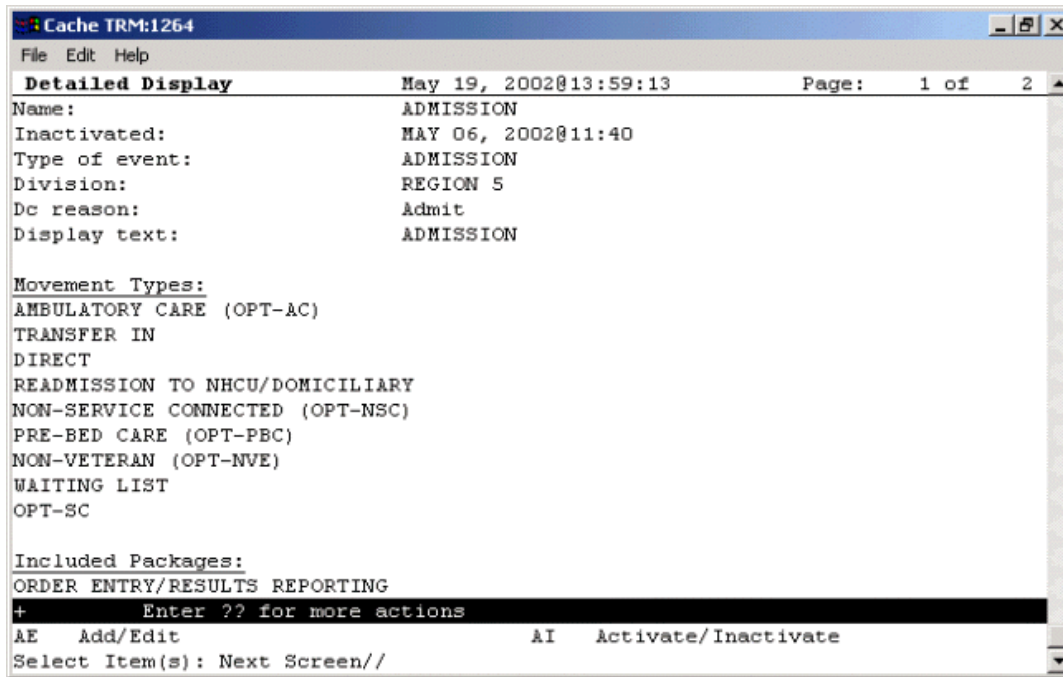 Cache TRM:1264
File Edit Help
Detailed Display May 19, 2002@13:59:13 Page: 1 of 2
Name: ADMISSION
Inactivated: MAY 06, 2002@11:40
Type of event: ADMISSION
Division: REGION 5
Dc reason: Admit
Display text: ADMISSION
Movement Types:
AMBULATORY CARE (OPT-AC)
TRANSFER IN
DIRECT
READMISSION TO NHCU/DOMICILIARY
NON-SERVICE CONNECTED (OPT-NSC)
PRE-BED CARE (OPT-PBC)
NON-VETERAN (OPT-NVE)
WAITING LIST
OPT-SC
Included Packages:
ORDER ENTRY/RESULTS REPORTING
+ Enter ?? for more actions
AE Add/Edit AI Activate/Inactivate
Select Item(s): Next Screen//